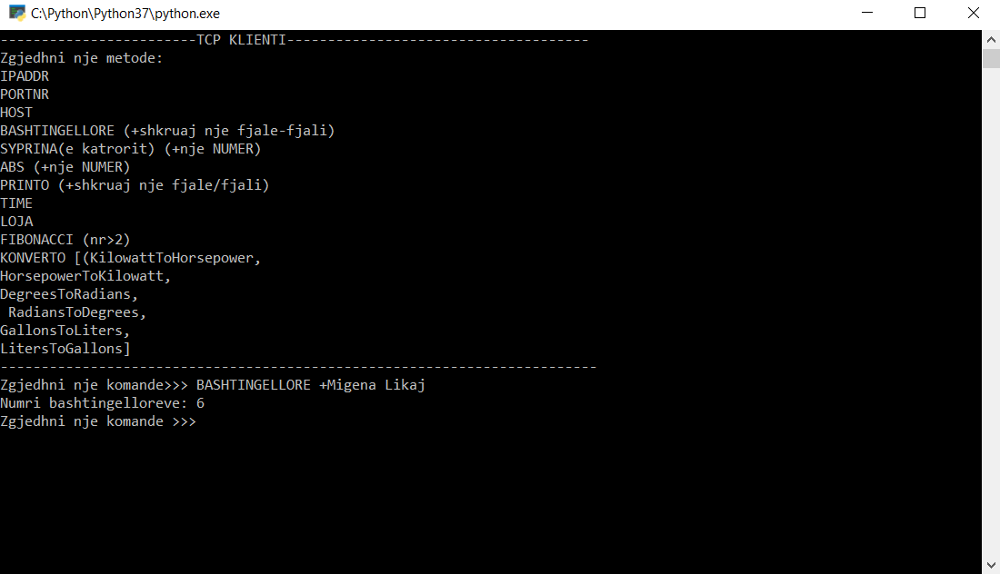 C:\Python\Python37\python.exe
------------------------TCP KLIENTI-------------------------------------
Zgjedhni nje metode:
IPADDR
PORTNR
HOST
BASHTINGELLORE (+shkruaj nje fjale-fjali)
SYPRINA(e katrorit) (+nje NUMER)
ABS (+nje NUMER)
PRINTO (+shkruaj nje fjale/fjali)
TIME
LOJA
FIBONACCI (nr>2)
KONVERTO [(KilowattToHorsepower,
HorsepowerToKilowatt,
DegreesToRadians,
 RadiansToDegrees,
GallonsToLiters,
LitersToGallons]
-------------------------------------------------------------------------
Zgjedhni nje komande>>> BASHTINGELLORE +Migena Likaj
Numri bashtingelloreve: 6
Zgjedhni nje komande >>>